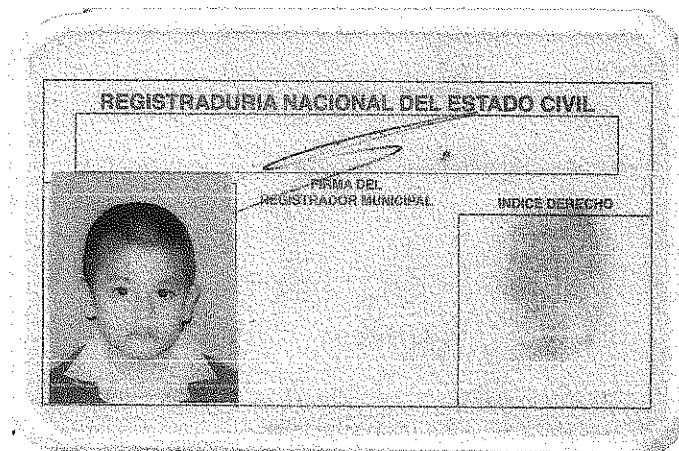 REGISTRADURIA NACIONAL DEL ESTADO CIVIL
FIRMA DEL
REGISTRADOR MUNICIPAL
INDICE DERECHO